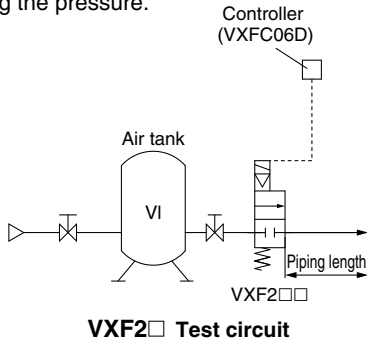 g the pressure.
Controller
(VXFC06D)
Air tank
VI
Piping length
VXF2□□
VXF2□ Test circuit